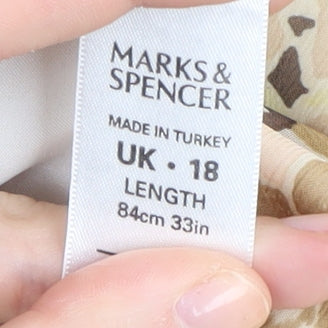 MARKS &
SPENCER
MADE IN TURKEY
UK • 18
LENGTH
84cm 33in